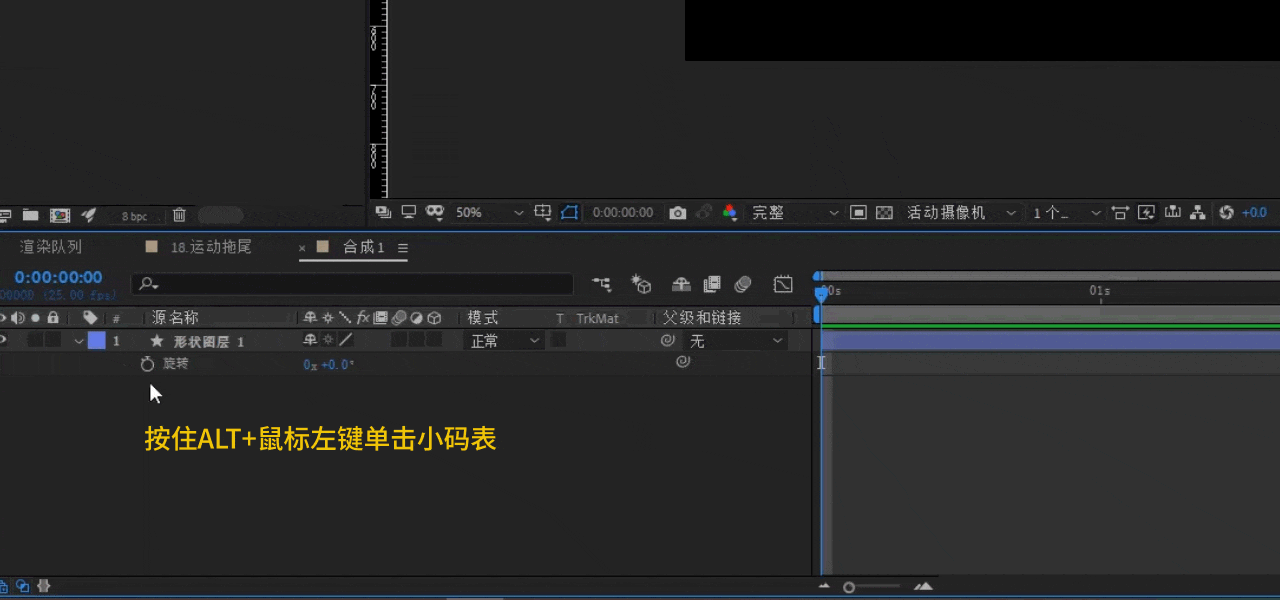 8 bpc
50%
0:00:00:00
完整
活动摄像机
1 个...
+0.0
渲染队列
18.运动拖尾
× 合成 1
0:00:00:00
00000 (25.00 fps)
00s
01s
#
源名称
fx
模式
T TrkMat
父级和链接
1
形状图层 1
正常
无
旋转
0x +0.0°
按住ALT+鼠标左键单击小码表